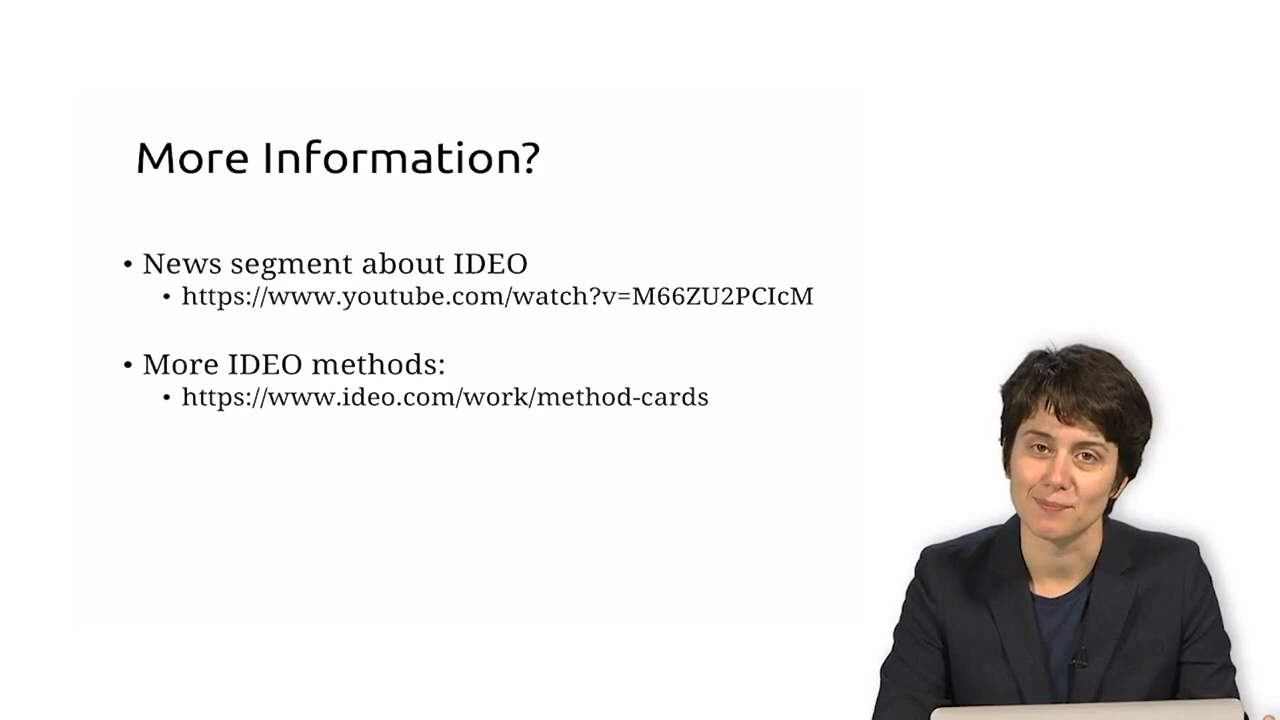 More Information?
• News segment about IDEO
• https://www.youtube.com/watch?v=M66ZU2PCIcM
• More IDEO methods:
• https://www.ideo.com/work/method-cards